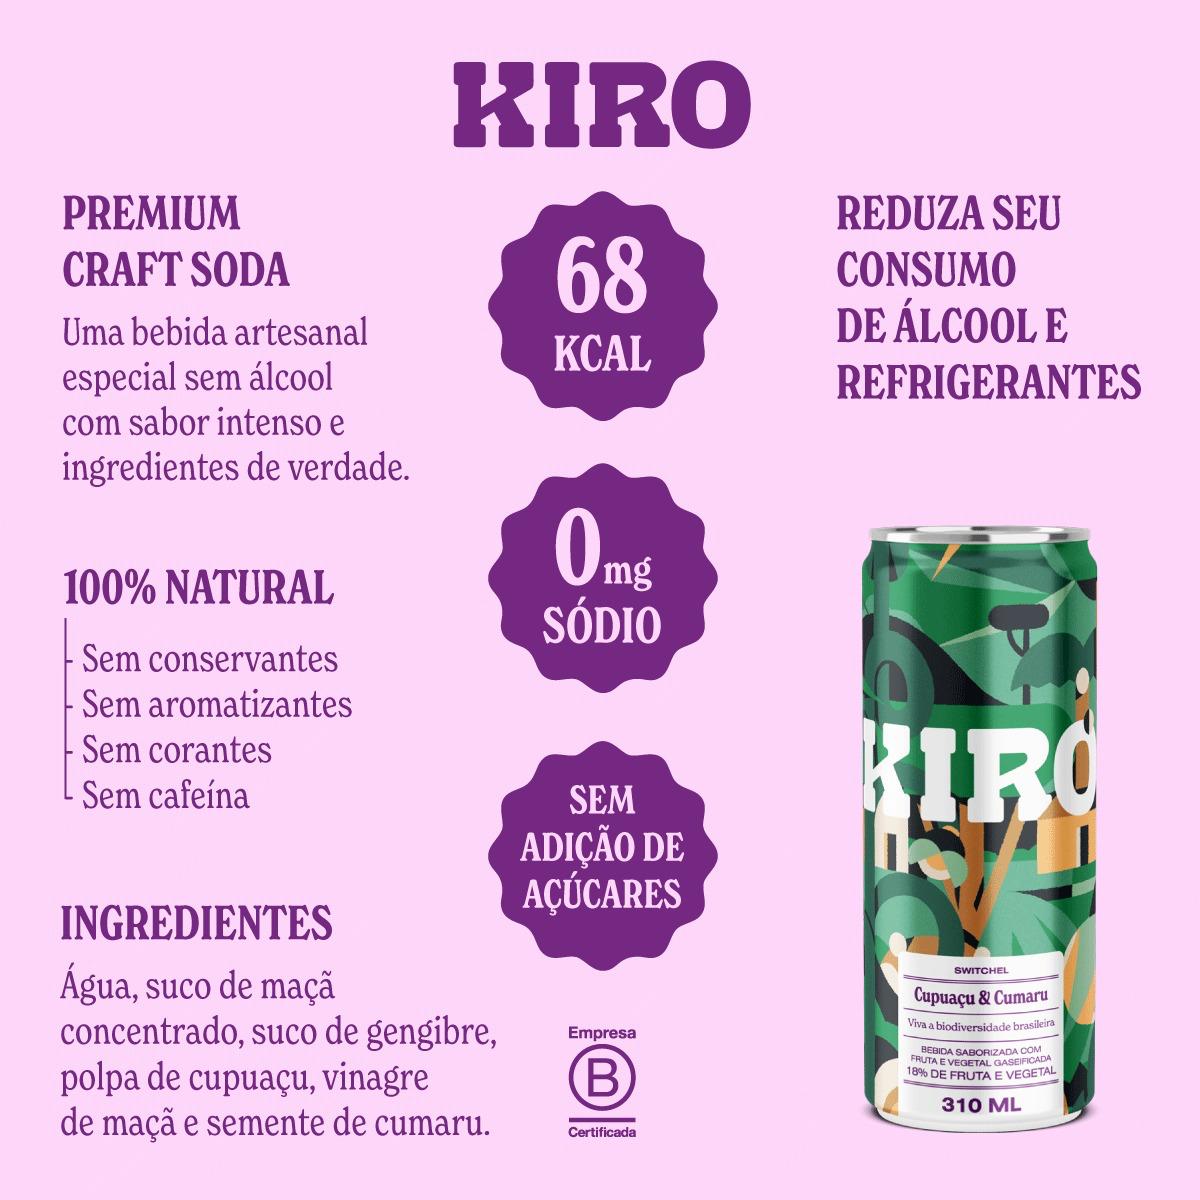 KIRO
PREMIUM
CRAFT SODA
Uma bebida artesanal
especial sem álcool
com sabor intenso e
ingredientes de verdade.
100% NATURAL
Sem conservantes
Sem aromatizantes
Sem corantes
Sem cafeína
INGREDIENTES
Água, suco de maçã
concentrado, suco de gengibre,
polpa de cupuaçu, vinagre
de maçã e semente de cumaru.
68
KCAL
0mg
SÓDIO
SEM
ADIÇÃO DE
AÇÚCARES
Empresa
B
Certificada
REDUZA SEU
CONSUMO
DE ÁLCOOL E
REFRIGERANTES
KIRO
SWITCHEL
Cupuaçu & Cumaru
Viva a biodiversidade brasileira
BEBIDA SABORIZADA COM
FRUTA E VEGETAL GASEIFICADA
18% DE FRUTA E VEGETAL
310 ML